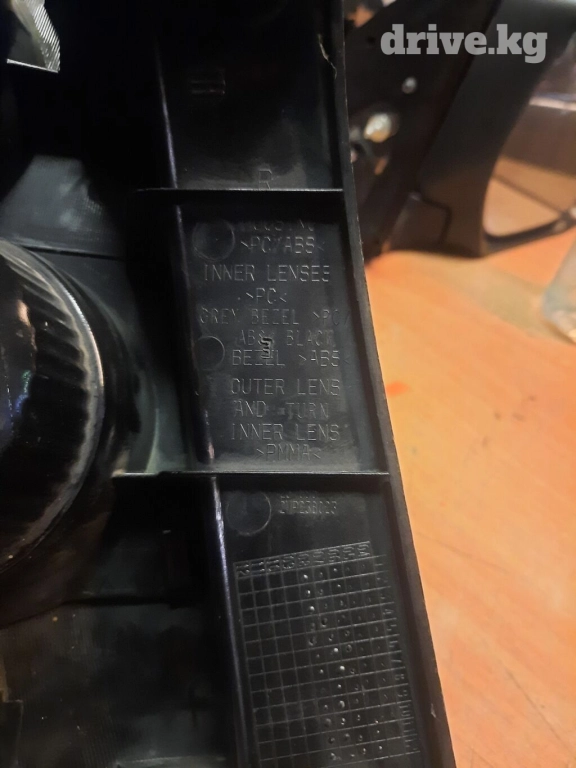 drive.kg
R
>PC/ABS<
INNER LENSES
>PC<
GREY BEZEL >PC/
ABS< BLACK
BEZEL >ABS
OUTER LENS
AND TURN
INNER LENS
>PMMA<